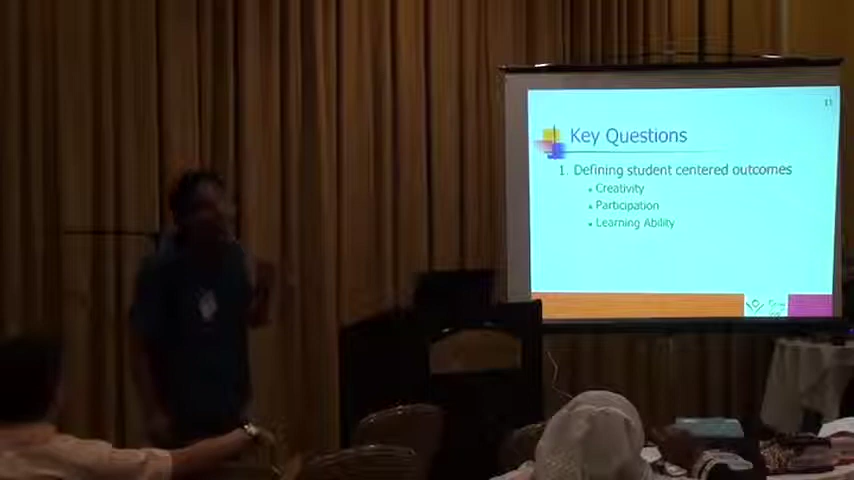 Key Questions
1. Defining student centered outcomes
Creativity
Participation
Learning Ability